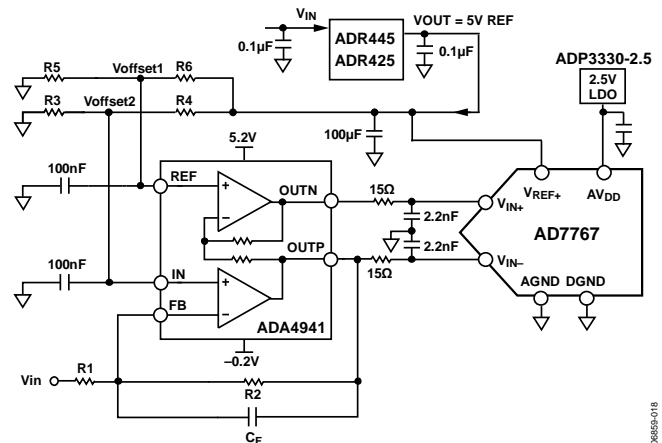 VIN
VOUT = 5V REF
ADR445
ADR425
0.1µF
0.1µF
ADP3330-2.5
2.5V
LDO
R5
Voffset1
R6
R3
Voffset2
R4
100µF
5.2V
100nF
REF
OUTN
15Ω
VREF+
AVDD
VIN+
2.2nF
AD7767
OUTP
2.2nF
100nF
IN
15Ω
VIN–
FB
AGND
DGND
ADA4941
–0.2V
Vin
R1
R2
CF
06859-018